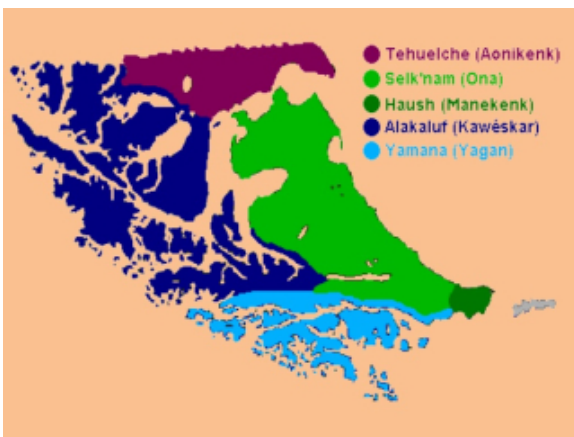 Tehuelche (Aonikenk)
Selk'nam (Ona)
Haush (Manekenk)
Alakaluf (Kawéskar)
Yamana (Yagan)